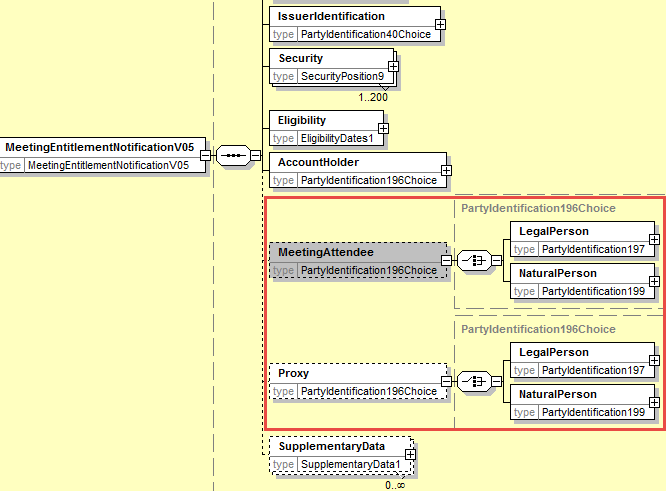 IssuerIdentification
type PartyIdentification40Choice
Security
type SecurityPosition9
1..200
Eligibility
type EligibilityDates1
MeetingEntitlementNotificationV05
type MeetingEntitlementNotificationV05
AccountHolder
type PartyIdentification196Choice
PartyIdentification196Choice
LegalPerson
type PartyIdentification197
MeetingAttendee
type PartyIdentification196Choice
NaturalPerson
type PartyIdentification199
PartyIdentification196Choice
LegalPerson
type PartyIdentification197
Proxy
type PartyIdentification196Choice
NaturalPerson
type PartyIdentification199
SupplementaryData
type SupplementaryData1
0..∞